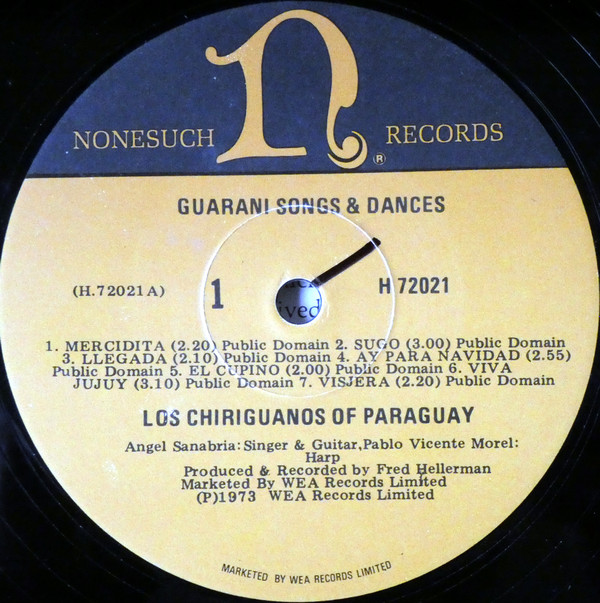 NONESUCH n RECORDS
®
GUARANI SONGS & DANCES
(H.72021A) 1 H 72021
ived
1. MERCIDITA (2.20) Public Domain 2. SUGO (3.00) Public Domain
3. LLEGADA (2.10) Public Domain 4. AY PARA NAVIDAD (2.55)
Public Domain 5. EL CUPINO (2.00) Public Domain 6. VIVA
JUJUY (3.10) Public Domain 7. VISJERA (2.20) Public Domain
LOS CHIRIGUANOS OF PARAGUAY
Angel Sanabria: Singer & Guitar, Pablo Vicente Morel:
Harp
Produced & Recorded by Fred Hellerman
Marketed By WEA Records Limited
(P)1973 WEA Records Limited
MARKETED BY WEA RECORDS LIMITED